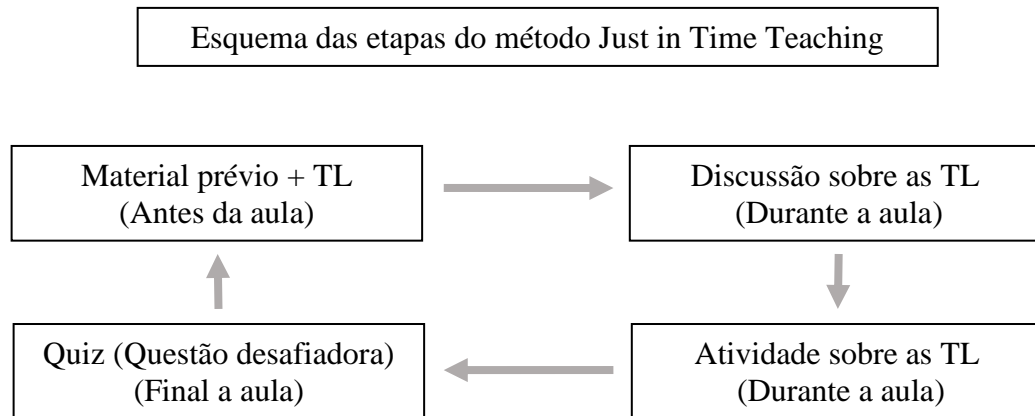 Esquema das etapas do método Just in Time Teaching
Material prévio + TL
(Antes da aula)
Discussão sobre as TL
(Durante a aula)
Quiz (Questão desafiadora)
(Final a aula)
Atividade sobre as TL
(Durante a aula)